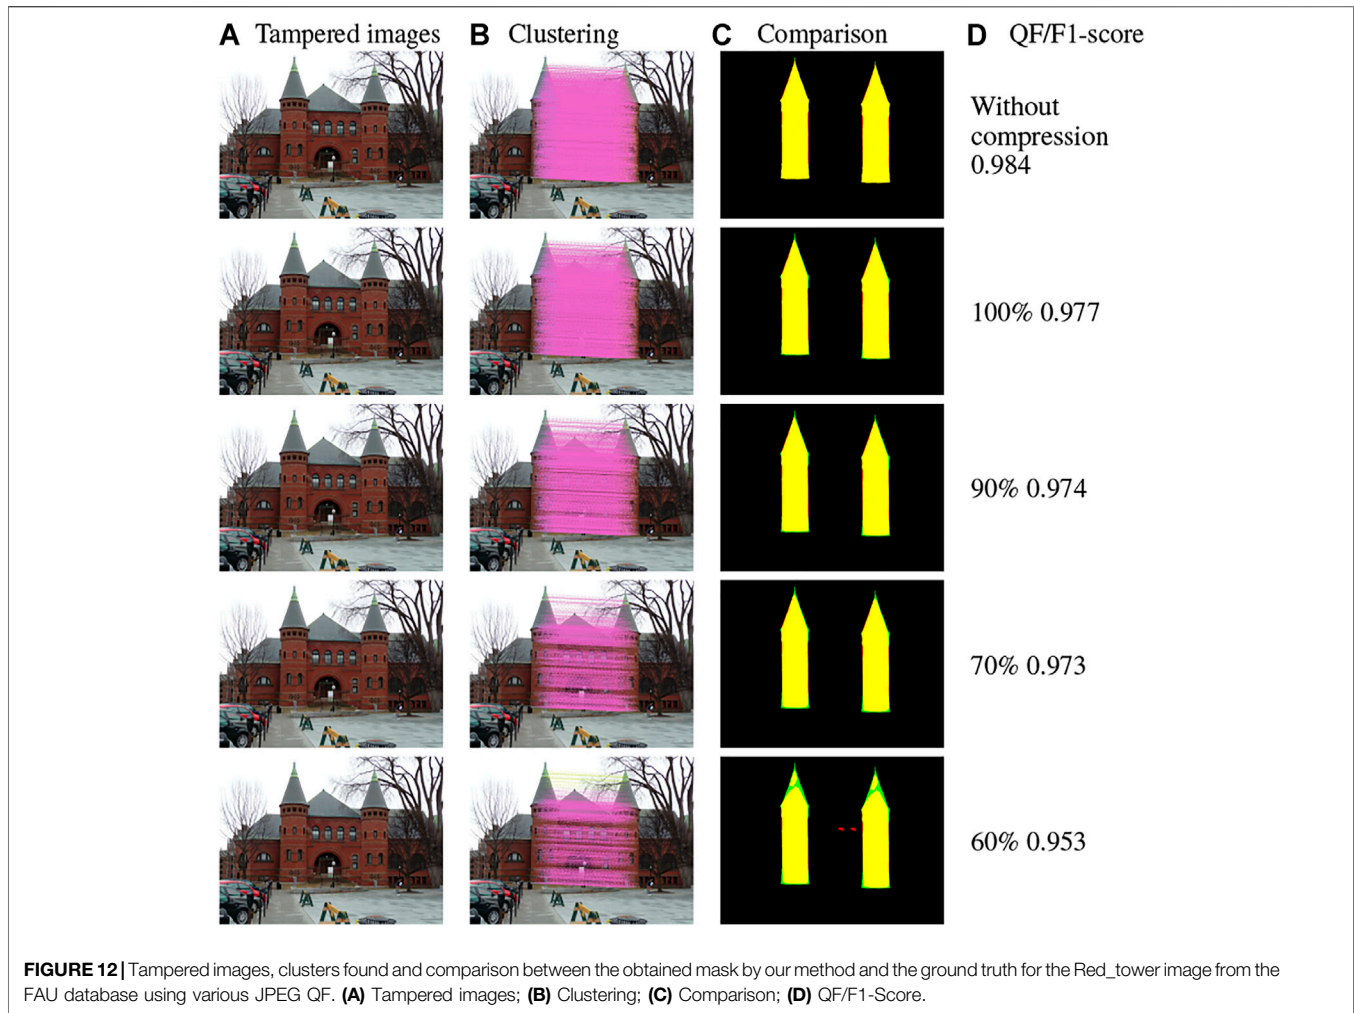 A Tampered images
B Clustering
C Comparison
D QF/F1-score
Without
compression
0.984
100% 0.977
90% 0.974
70% 0.973
60% 0.953
FIGURE 12 | Tampered images, clusters found and comparison between the obtained mask by our method and the ground truth for the Red_tower image from the
FAU database using various JPEG QF. (A) Tampered images; (B) Clustering; (C) Comparison; (D) QF/F1-Score.